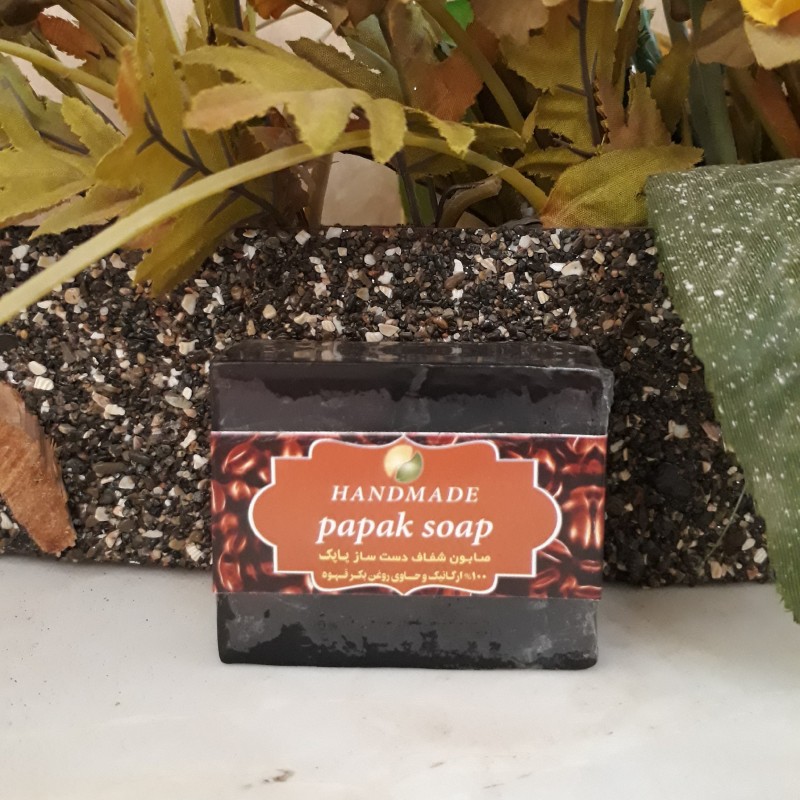 HANDMADE
papak soap
صابون شفاف دست ساز پاپک
۱۰۰% ارگانیک و حاوی روغن بکر قهوه